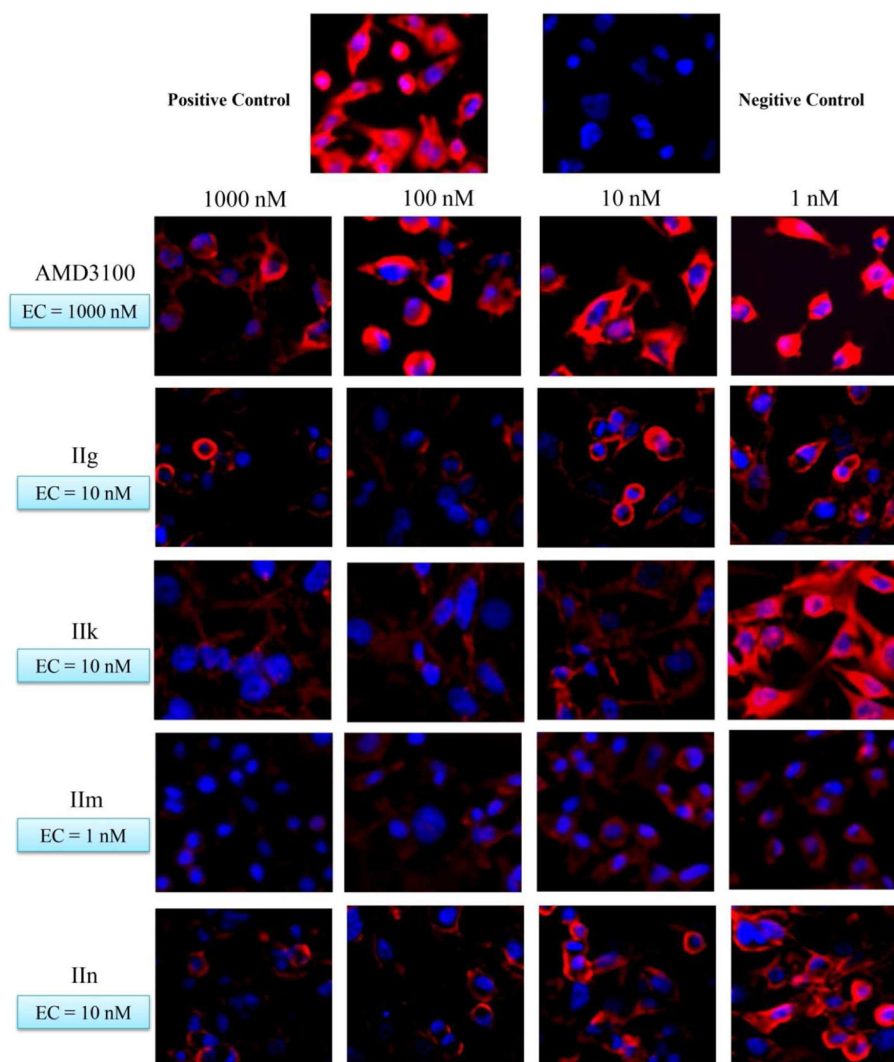 Positive Control
Negitive Control
1000 nM
100 nM
10 nM
1 nM
AMD3100
EC = 1000 nM
IIg
EC = 10 nM
IIk
EC = 10 nM
IIm
EC = 1 nM
IIn
EC = 10 nM